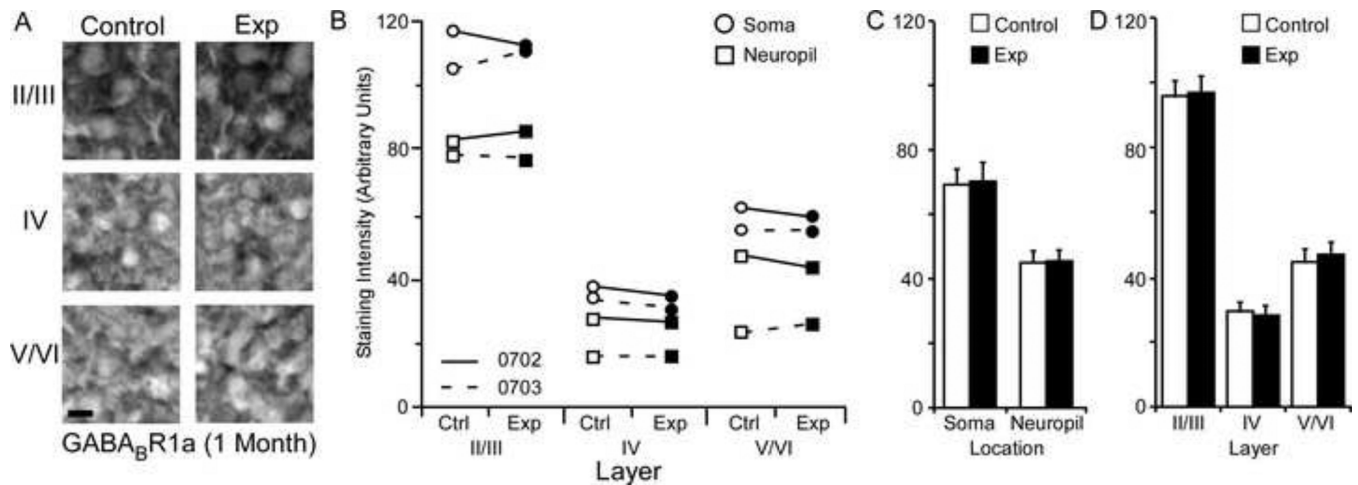 A
Control Exp
II/III
IV
V/VI
GABABR1a (1 Month)
B
Staining Intensity (Arbitrary Units)
120
80
40
0
Soma
Neuropil
0702
0703
Ctrl Exp Ctrl Exp Ctrl Exp
II/III IV V/VI
Layer
C
120
80
40
0
Control
Exp
Soma Neuropil
Location
D
120
80
40
0
Control
Exp
II/III IV V/VI
Layer